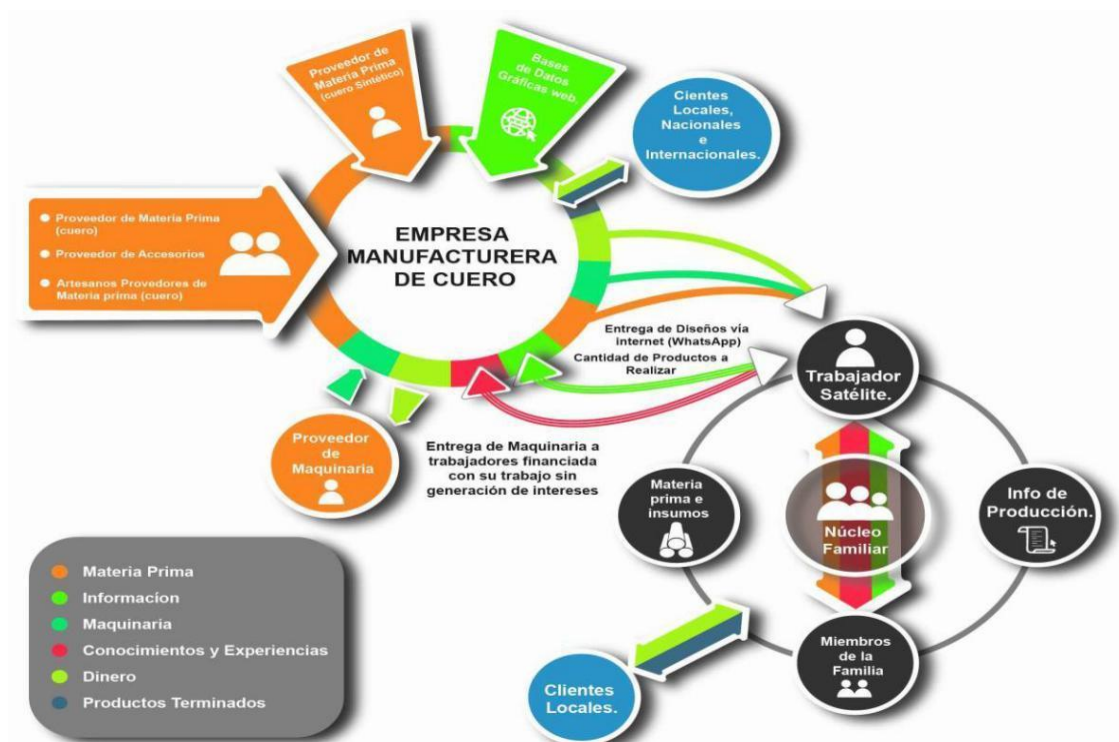 Proveedor de
Materia Prima
(cuero Sintético)
Bases
de Datos
Gráficas web.
Clientes
Locales,
Nacionales
e
Internacionales.
Proveedor de Materia Prima
(cuero)
Proveedor de Accesorios
Artesanos Provedores de
Materia prima (cuero)
EMPRESA
MANUFACTURERA
DE CUERO
Entrega de Diseños vía
internet (WhatsApp)
Cantidad de Productos a
Realizar
Trabajador
Satélite.
Proveedor
de
Maquinaria
Entrega de Maquinaria a
trabajadores financiada
con su trabajo sin
generación de intereses
Materia
prima e
insumos
Núcleo
Familiar
Info de
Producción.
Miembros
de la
Familia
Clientes
Locales.
Materia Prima
Informacion
Maquinaria
Conocimientos y Experiencias
Dinero
Productos Terminados